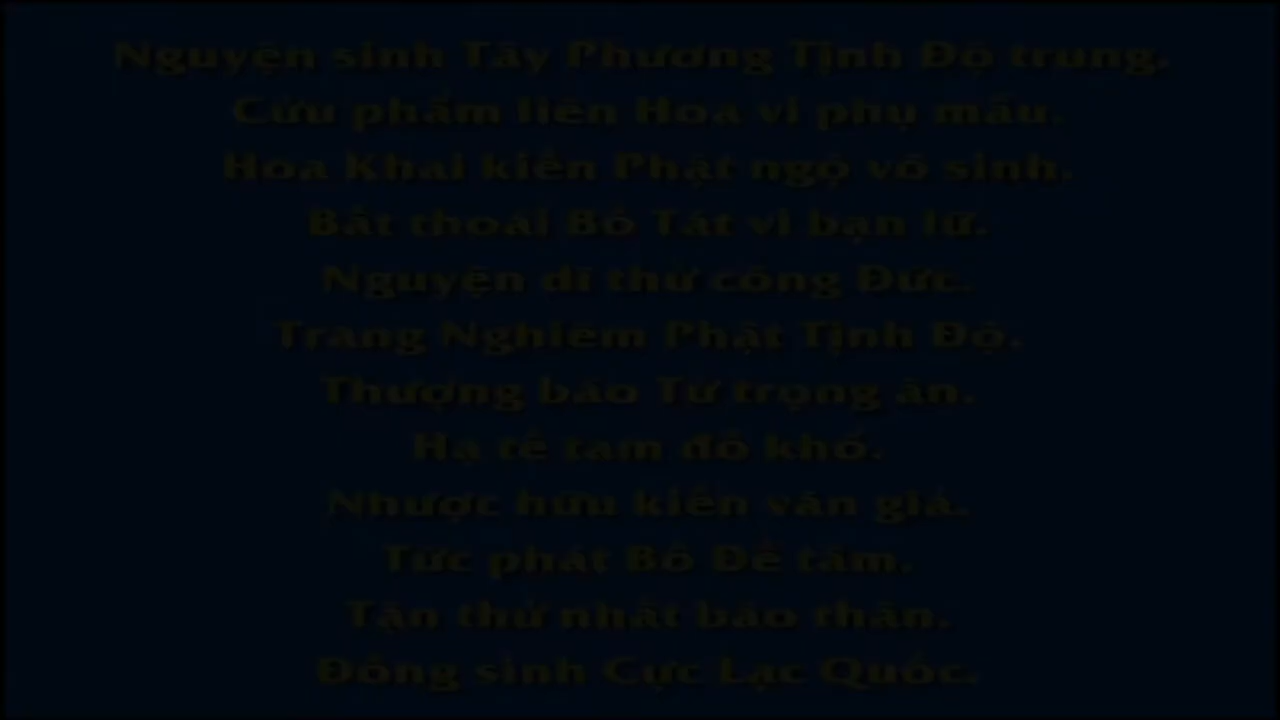 Nguyện sinh Tây Phương Tịnh Độ trung,
Cửu phẩm liên Hoa vi phụ mẫu.
Hoa Khai kiến Phật ngộ vô sinh.
Bất thoái Bồ Tát vi bạn lữ.
Nguyện dĩ thử công Đức.
Trang Nghiêm Phật Tịnh Độ.
Thượng báo Tứ trọng ân.
Hạ tế tam đồ khổ.
Nhược hữu kiến văn giả.
Tức phát Bồ Đề tâm.
Tận thử nhất báo thân.
Đồng sinh Cực Lạc Quốc.